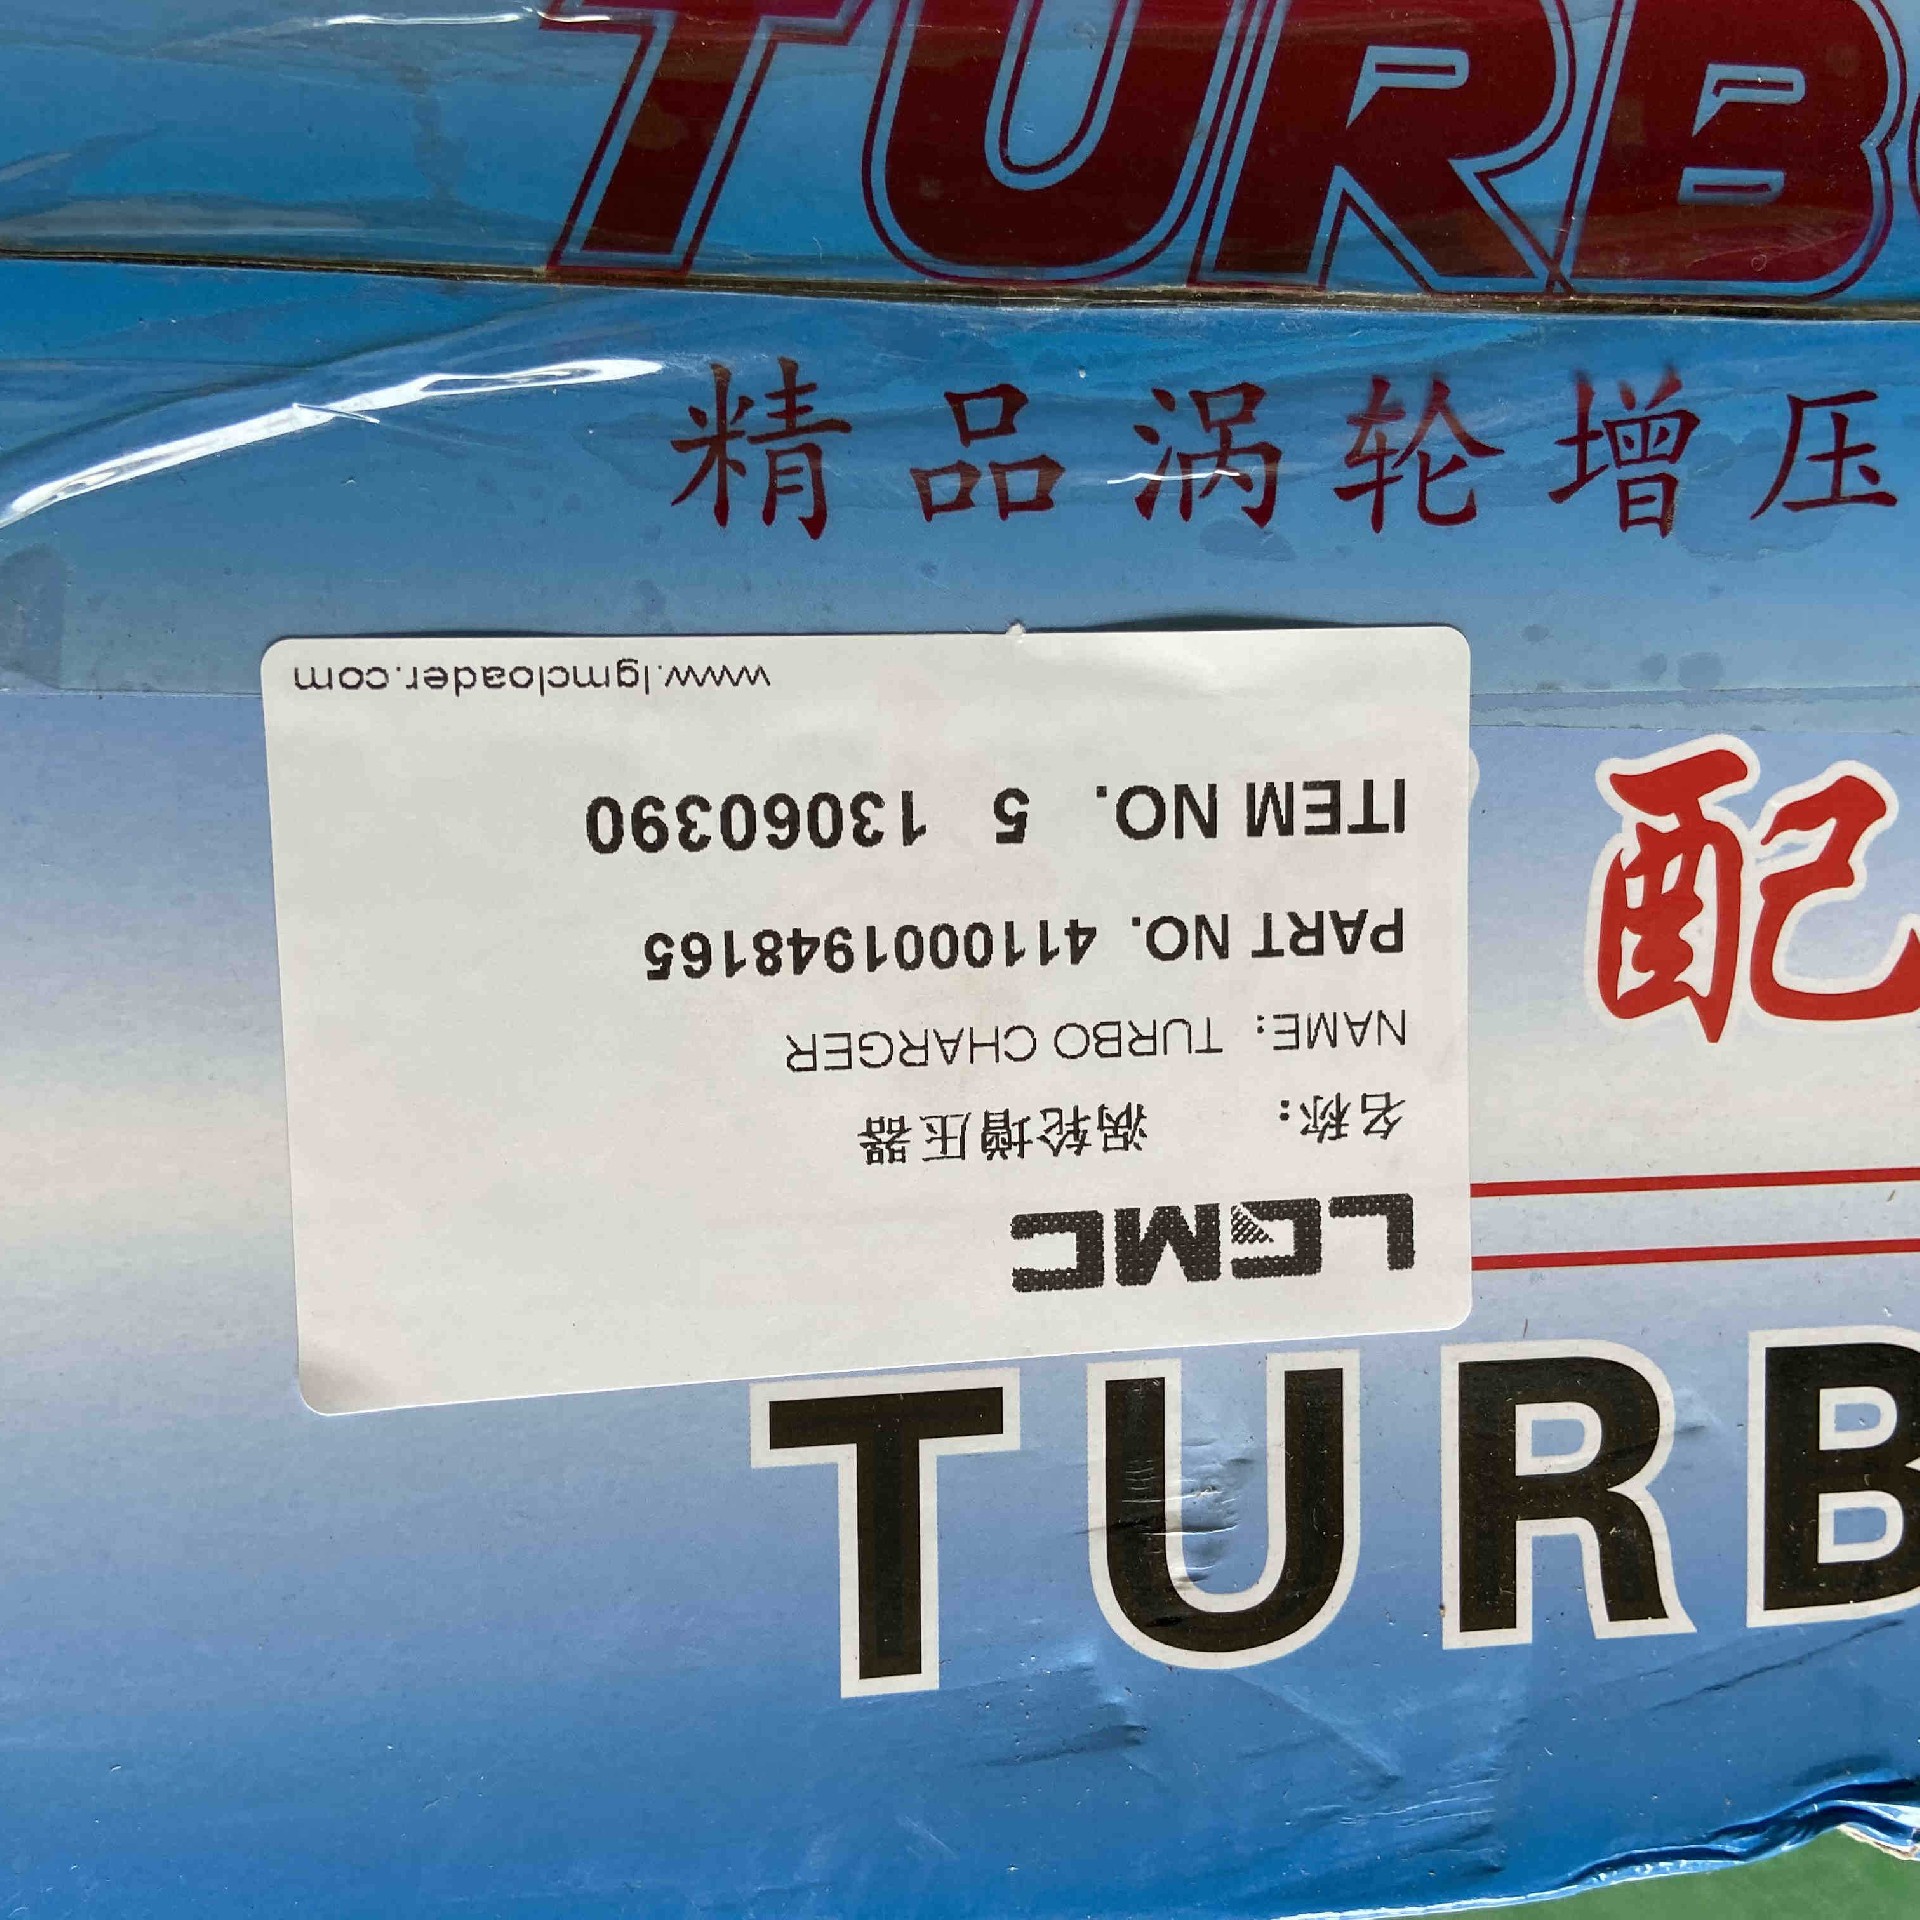 TURB
精品涡轮增压
LGMC
名称: 涡轮增压器
NAME: TURBO CHARGER
PART NO. 4110001948165
ITEM NO. 5 13060390
www.lgmcloader.com
配
TURB